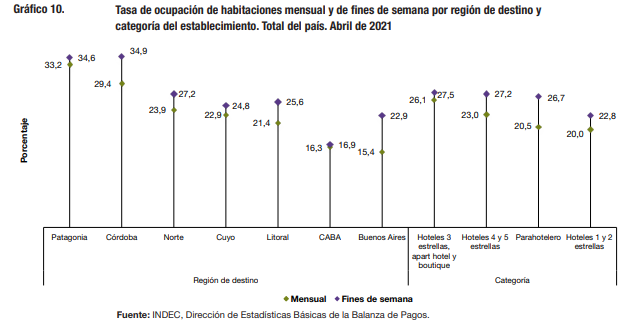 Gráfico 10.
Tasa de ocupación de habitaciones mensual y de fines de semana por región de destino y
categoría del establecimiento. Total del país. Abril de 2021
Porcentaje
33,2 34,6
29,4 34,9
23,9 27,2
22,9 24,8
21,4 25,6
16,3 16,9
15,4 22,9
26,1 27,5
23,0 27,2
20,5 26,7
20,0 22,8
Patagonia Córdoba Norte Cuyo Litoral CABA Buenos Aires
Hoteles 3
estrellas,
apart hotel y
boutique
Hoteles 4 y 5
estrellas
Parahotelero
Hoteles 1 y 2
estrellas
Región de destino Categoría
Mensual Fines de semana
Fuente: INDEC, Dirección de Estadísticas Básicas de la Balanza de Pagos.